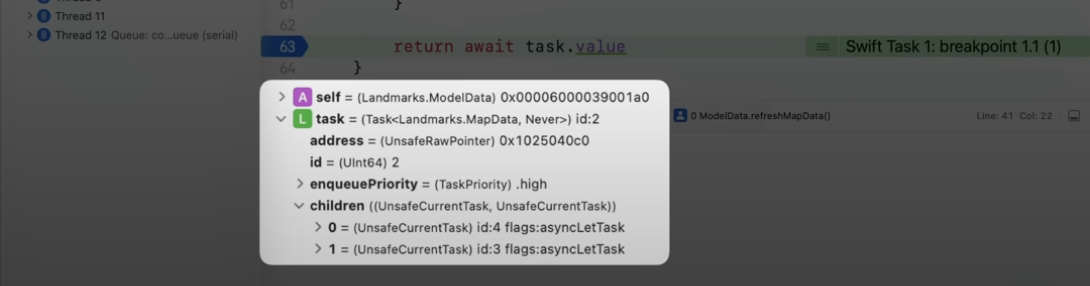 61 }
Thread 11
62
Thread 12 Queue: co...ueue (serial)
63 return await task.value Swift Task 1: breakpoint 1.1 (1)
64 }
A self = (Landmarks.ModelData) 0x00006000039001a0
L task = (Task<Landmarks.MapData, Never>) id:2
0 ModelData.refreshMapData() Line: 41 Col: 22
address = (UnsafeRawPointer) 0x1025040c0
id = (UInt64) 2
enqueuePriority = (TaskPriority) .high
children ((UnsafeCurrentTask, UnsafeCurrentTask))
0 = (UnsafeCurrentTask) id:4 flags:asyncLetTask
1 = (UnsafeCurrentTask) id:3 flags:asyncLetTask